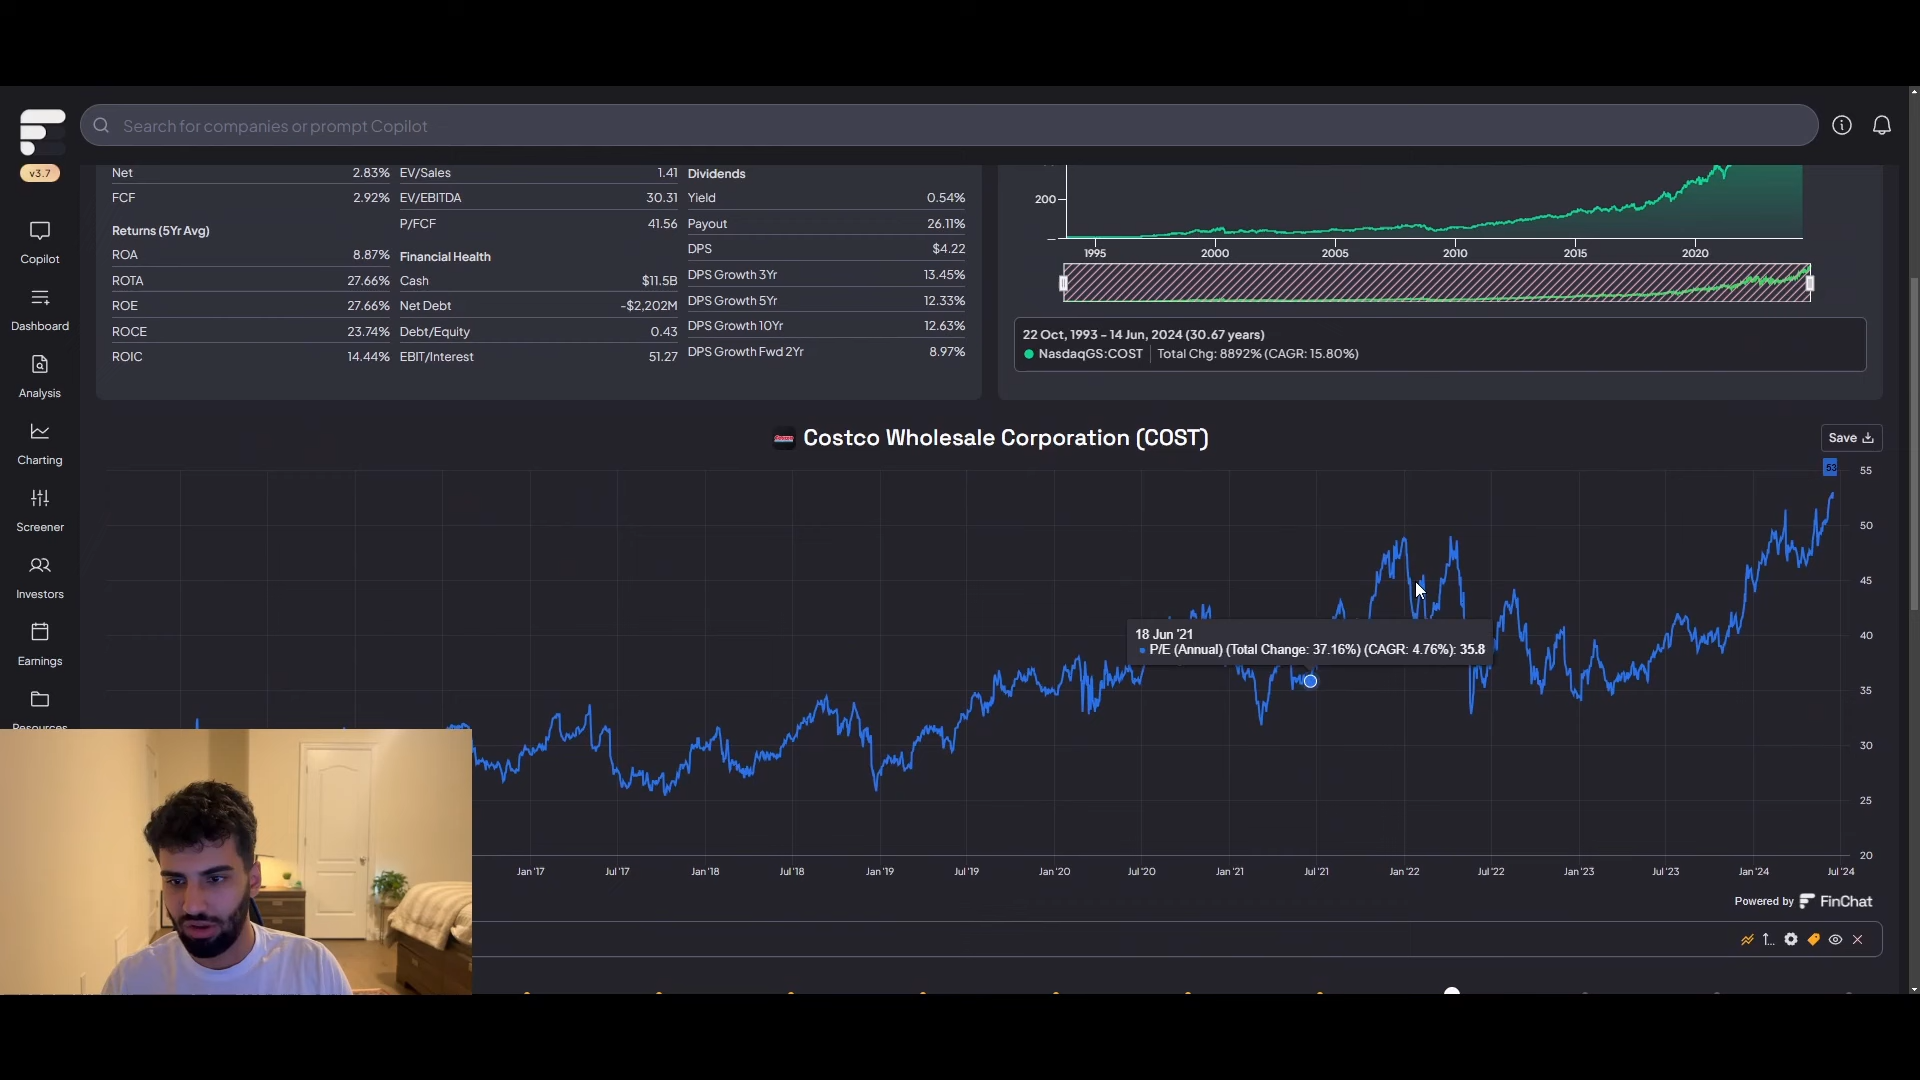 Search for companies or prompt Copilot
v3.7
Copilot
Dashboard
Analysis
Charting
Screener
Investors
Earnings
Resources
Net 2.83%
FCF 2.92%
Returns (5Yr Avg)
ROA 8.87%
ROTA 27.66%
ROE 27.66%
ROCE 23.74%
ROIC 14.44%
EV/Sales 1.41
EV/EBITDA 30.31
P/FCF 41.56
Financial Health
Cash $11.5B
Net Debt -$2,202M
Debt/Equity 0.43
EBIT/Interest 51.27
Dividends
Yield 0.54%
Payout 26.11%
DPS $4.22
DPS Growth 3Yr 13.45%
DPS Growth 5Yr 12.33%
DPS Growth 10Yr 12.63%
DPS Growth Fwd 2Yr 8.97%
200
1995 2000 2005 2010 2015 2020
22 Oct, 1993 – 14 Jun, 2024 (30.67 years)
NasdaqGS:COST Total Chg: 8892% (CAGR: 15.80%)
Costco Wholesale Corporation (COST)
Save
53
55
50
45
40
35
30
25
20
18 Jun '21
P/E (Annual) (Total Change: 37.16%) (CAGR: 4.76%): 35.8
Jan '17 Jul '17 Jan '18 Jul '18 Jan '19 Jul '19 Jan '20 Jul '20 Jan '21 Jul '21 Jan '22 Jul '22 Jan '23 Jul '23 Jan '24 Jul '24
Powered by FinChat